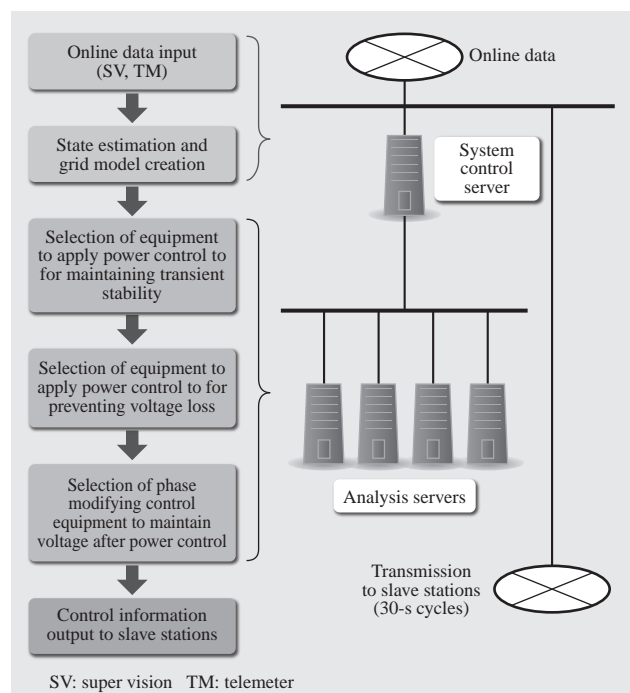 Online data input
(SV, TM)
State estimation and
grid model creation
Selection of equipment
to apply power control to
for maintaining transient
stability
Selection of equipment to
apply power control to for
preventing voltage loss
Selection of phase
modifying control
equipment to maintain
voltage after power control
Control information
output to slave stations
Online data
System
control
server
Analysis servers
Transmission
to slave stations
(30-s cycles)
SV: super vision TM: telemeter